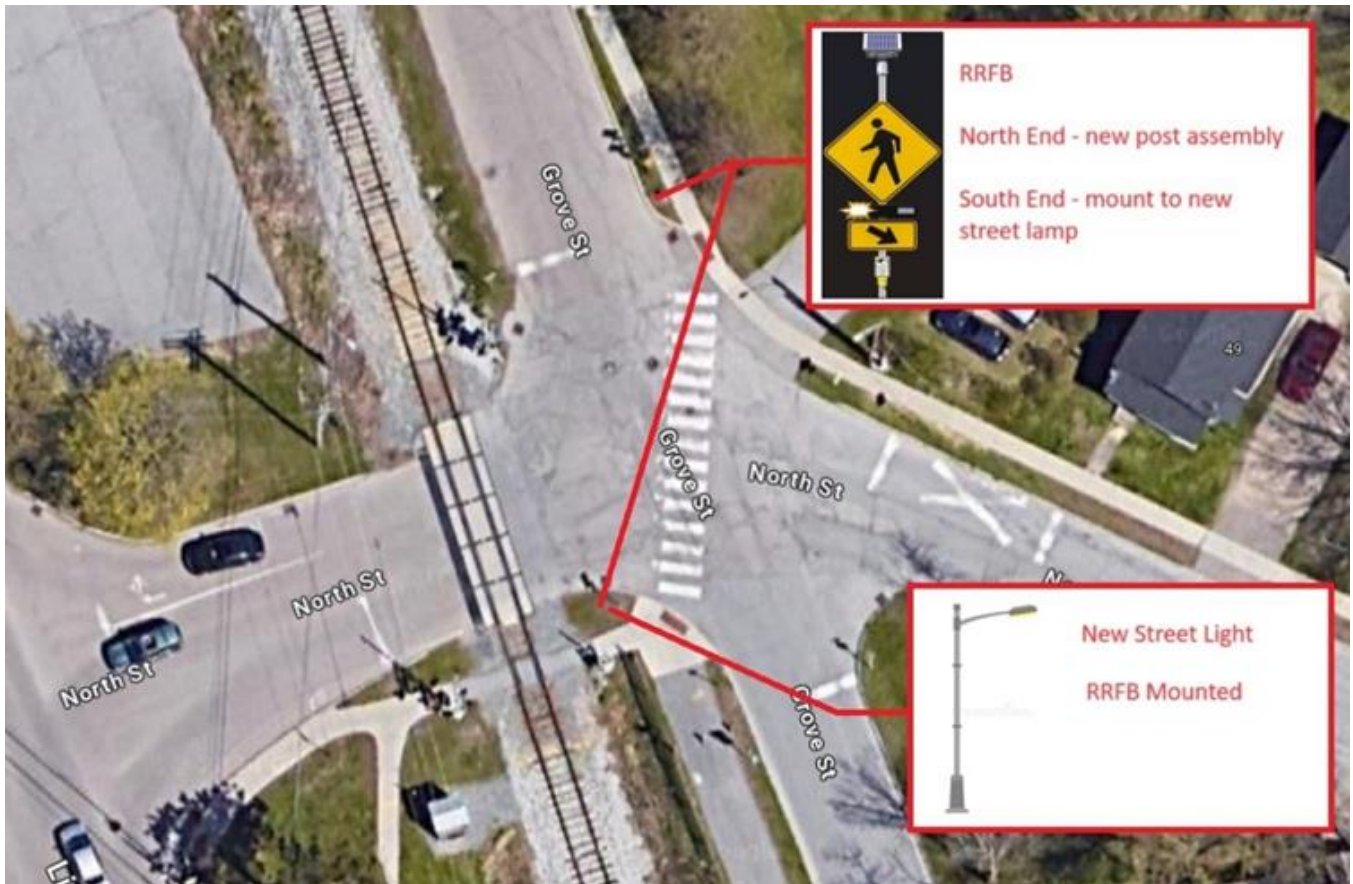 RRFB
North End - new post assembly
South End - mount to new
street lamp
Grove St
49
Grove St
North St
North St
North St
New Street Light
RRFB Mounted
Grove St